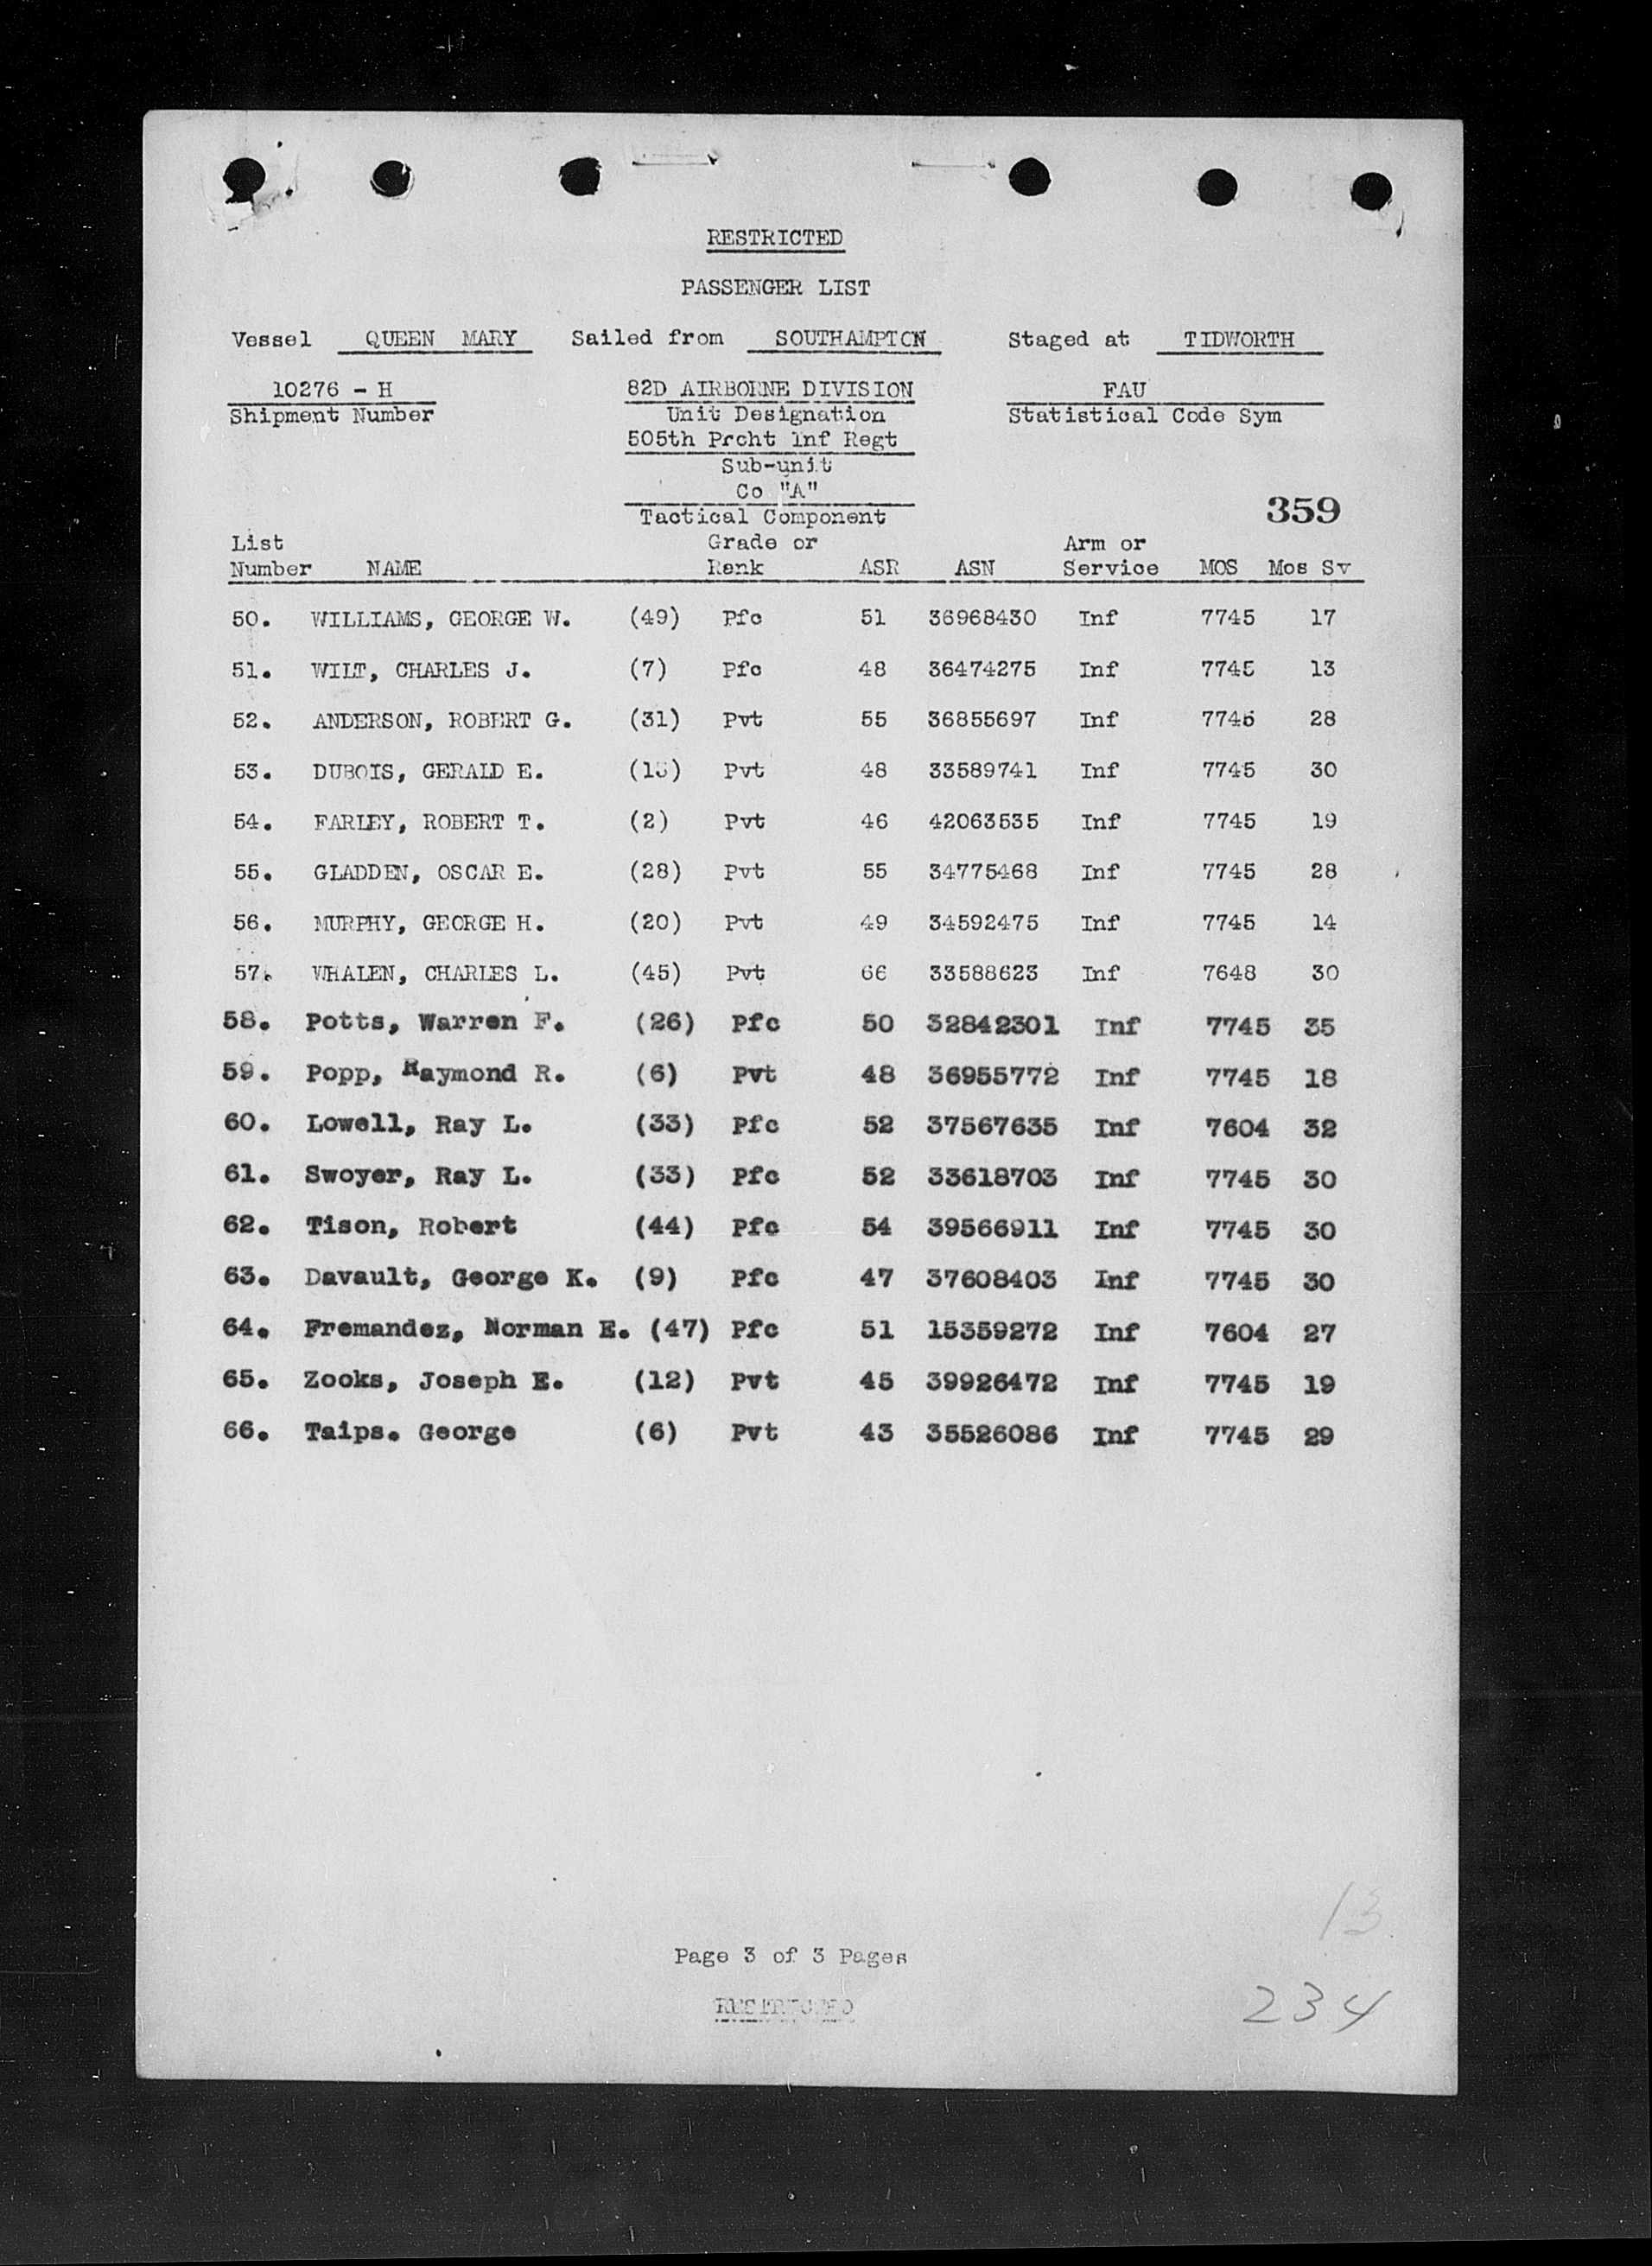 RESTRICTED
PASSENGER LIST
Vessel QUEEN MARY Sailed from SOUTHAMPTON Staged at TIDWORTH
10276 - H 82D AIRBORNE DIVISION FAU
Shipment Number Unit Designation Statistical Code Sym
505th Prcht Inf Regt
Sub-unit
Co "A"
359
Tactical Component
List Grade or Arm or
Number NAME Rank ASR ASN Service MOS Mos Sv
50. WILLIAMS, GEORGE W. (49) Pfc 51 36968430 Inf 7745 17
51. WILT, CHARLES J. (7) Pfc 48 36474275 Inf 7745 13
52. ANDERSON, ROBERT G. (31) Pvt 55 36855697 Inf 7745 28
53. DUBOIS, GERALD E. Pvt 48 33589741 Inf 7745 30
54. FARLEY, ROBERT T. (2) Pvt 46 42063535 Inf 7745 19
55. GLADDEN, OSCAR E. (28) Pvt 55 34775468 Inf 7745 28
56. MURPHY, GEORGE H. (20) Pvt 49 34592475 Inf 7745 14
57. WHALEN, CHARLES L. (45) Pvt 66 33588623 Inf 7648 30
58. Potts, Warren F. (26) Pfc 50 32842301 Inf 7745 35
59. Popp, Raymond R. (6) Pvt 48 36955772 Inf 7745 18
60. Lowell, Ray L. (33) Pfc 52 37567635 Inf 7604 32
61. Swoyer, Ray L. (33) Pfc 52 33618703 Inf 7745 30
62. Tison, Robert (44) Pfc 54 39566911 Inf 7745 30
63. Davault, George K. (9) Pfc 47 37608403 Inf 7745 30
64. Fremandez, Norman E. (47) Pfc 51 15359272 Inf 7604 27
65. Zooks, Joseph E. (12) Pvt 45 39926472 Inf 7745 19
66. Taips. George (6) Pvt 43 35526086 Inf 7745 29
13
Page 3 of 3 Pages
RESTRICTED
234